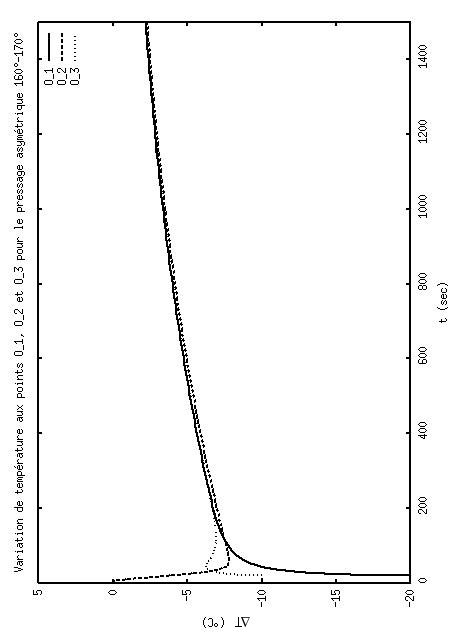 Variation de température aux points O_1, O_2 et O_3 pour le pressage asymétrique 160°-170°
O_1
O_2
O_3
5
0
-5
-10
-15
-20
ΔT (°C)
0
200
400
600
800
1000
1200
1400
t (sec)